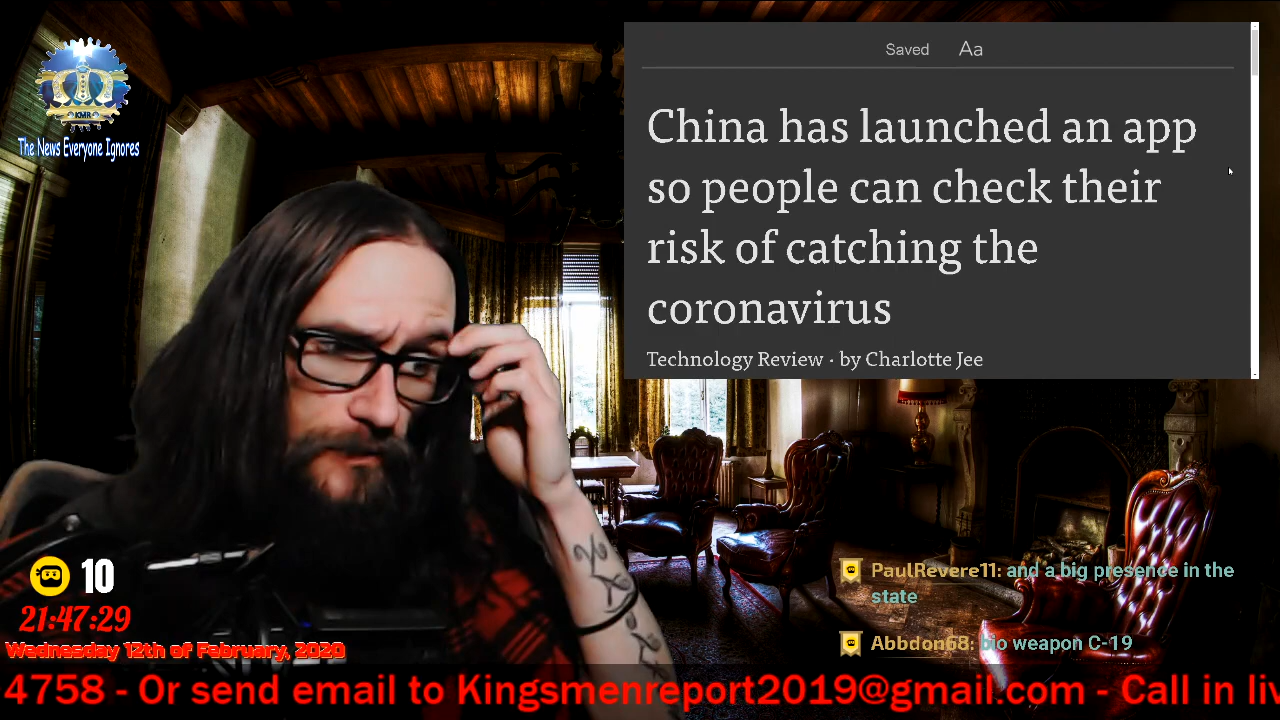 KMR
The News Everyone Ignores
Saved Aa
China has launched an app
so people can check their
risk of catching the
coronavirus
Technology Review · by Charlotte Jee
10
21:47:29
Wednesday 12th of February, 2020
PaulRevere11: and a big presence in the
state
Abbdon68: bio weapon C-19
4758 - Or send email to Kingsmenreport2019@gmail.com - Call in liv